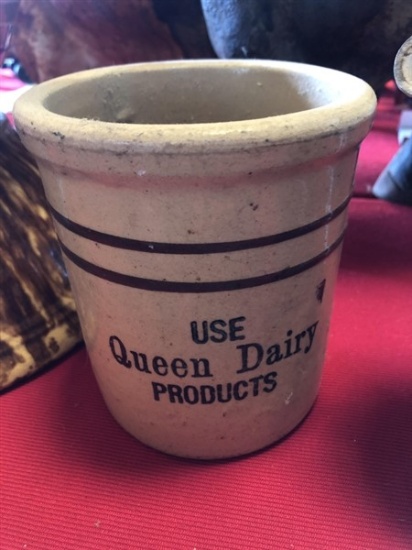 USE
Queen Dairy
PRODUCTS